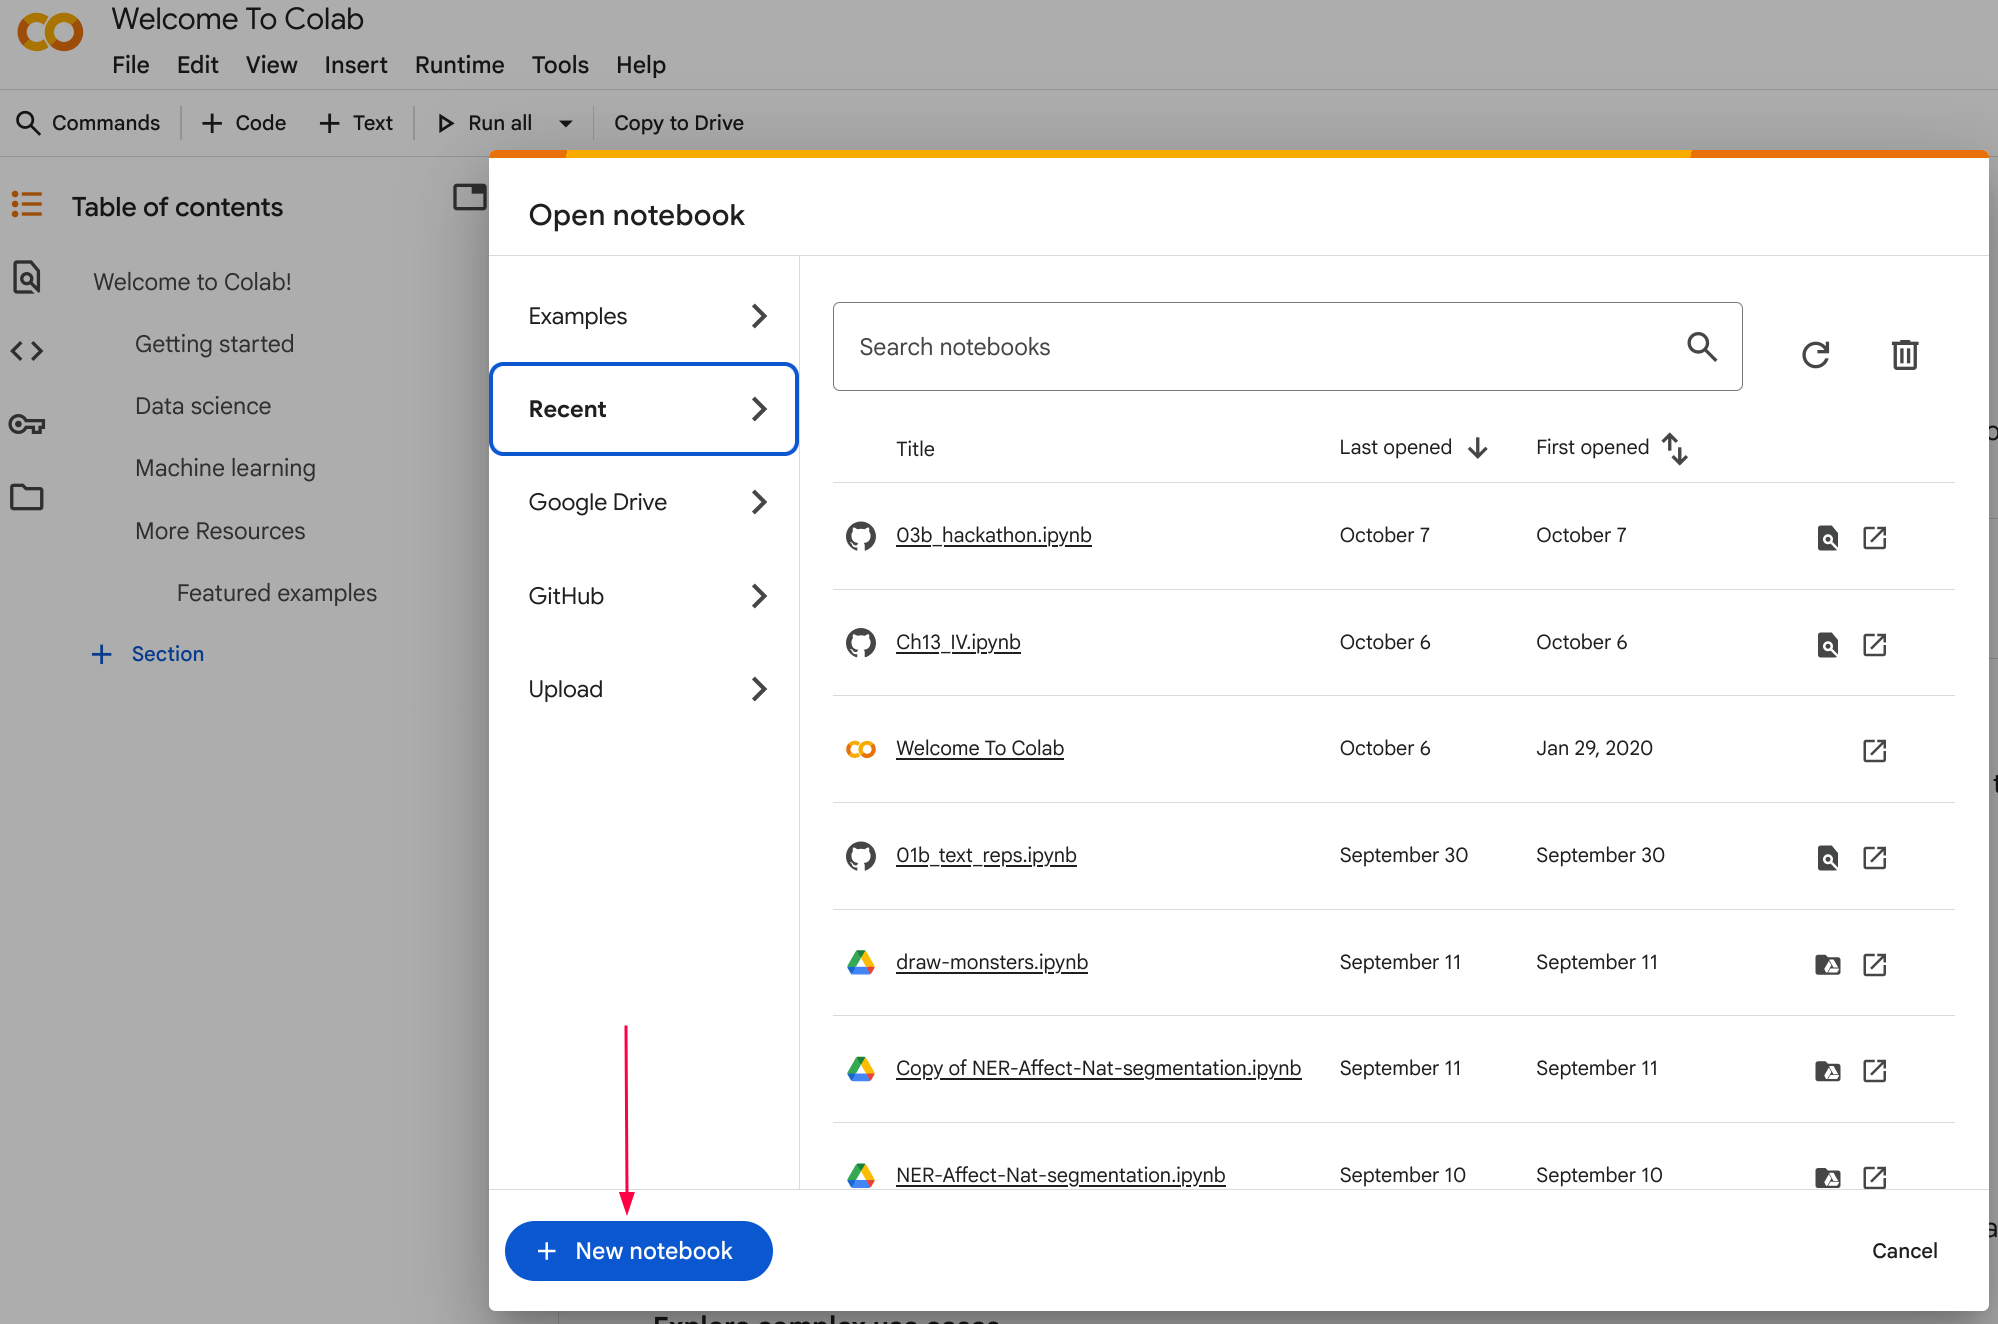 Welcome To Colab
File Edit View Insert Runtime Tools Help
Commands + Code + Text Run all Copy to Drive
Table of contents
Welcome to Colab!
Getting started
Data science
Machine learning
More Resources
Featured examples
+ Section
Open notebook
Examples
Recent
Google Drive
GitHub
Upload
Search notebooks
Title Last opened First opened
03b_hackathon.ipynb October 7 October 7
Ch13_IV.ipynb October 6 October 6
Welcome To Colab October 6 Jan 29, 2020
01b_text_reps.ipynb September 30 September 30
draw-monsters.ipynb September 11 September 11
Copy of NER-Affect-Nat-segmentation.ipynb September 11 September 11
NER-Affect-Nat-segmentation.ipynb September 10 September 10
+ New notebook Cancel
Explore complex use cases